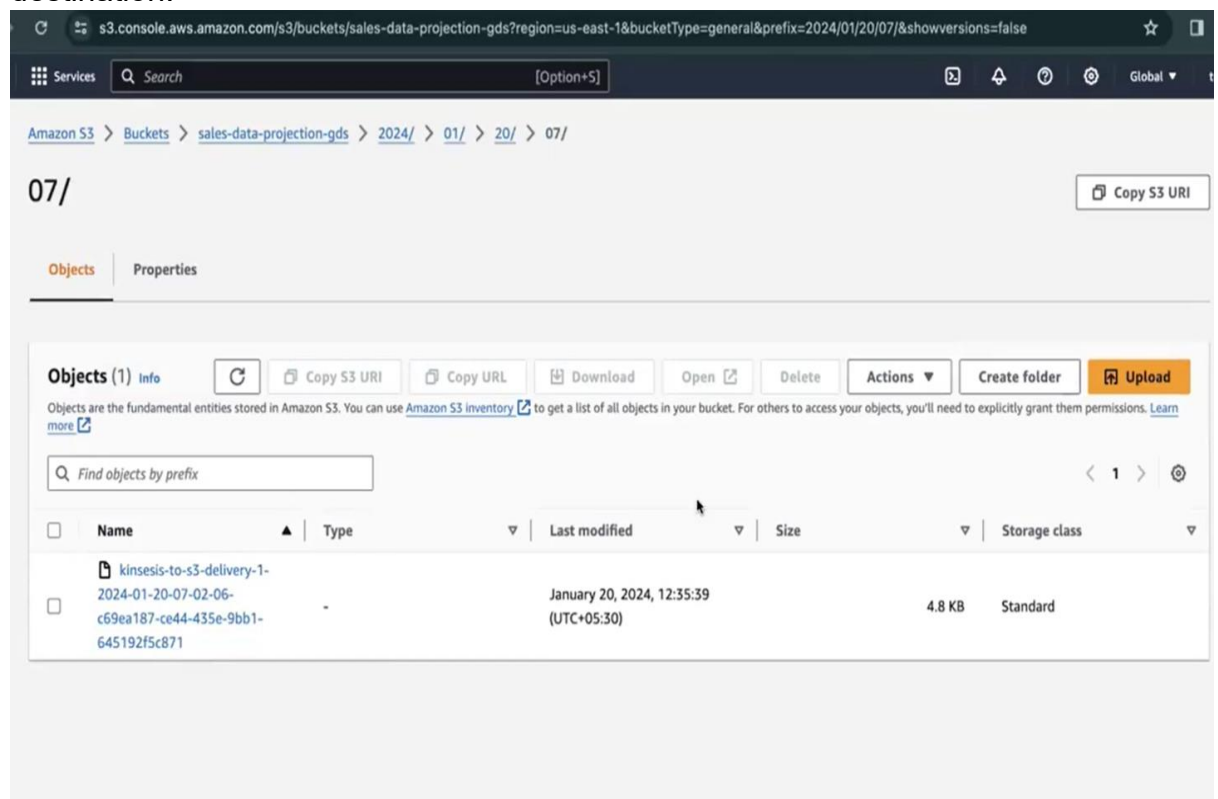 destination.
s3.console.aws.amazon.com/s3/buckets/sales-data-projection-gds?region=us-east-1&bucketType=general&prefix=2024/01/20/07/&showversions=false
Services Search [Option+S] Global
Amazon S3 > Buckets > sales-data-projection-gds > 2024/ > 01/ > 20/ > 07/
07/
Copy S3 URI
Objects Properties
Objects (1) Info Copy S3 URI Copy URL Download Open Delete Actions Create folder Upload
Objects are the fundamental entities stored in Amazon S3. You can use Amazon S3 inventory to get a list of all objects in your bucket. For others to access your objects, you'll need to explicitly grant them permissions. Learn
more
Find objects by prefix
< 1 >
Name Type Last modified Size Storage class
kinsesis-to-s3-delivery-1-
2024-01-20-07-02-06-
c69ea187-ce44-435e-9bb1-
645192f5c871
-
January 20, 2024, 12:35:39
(UTC+05:30)
4.8 KB
Standard